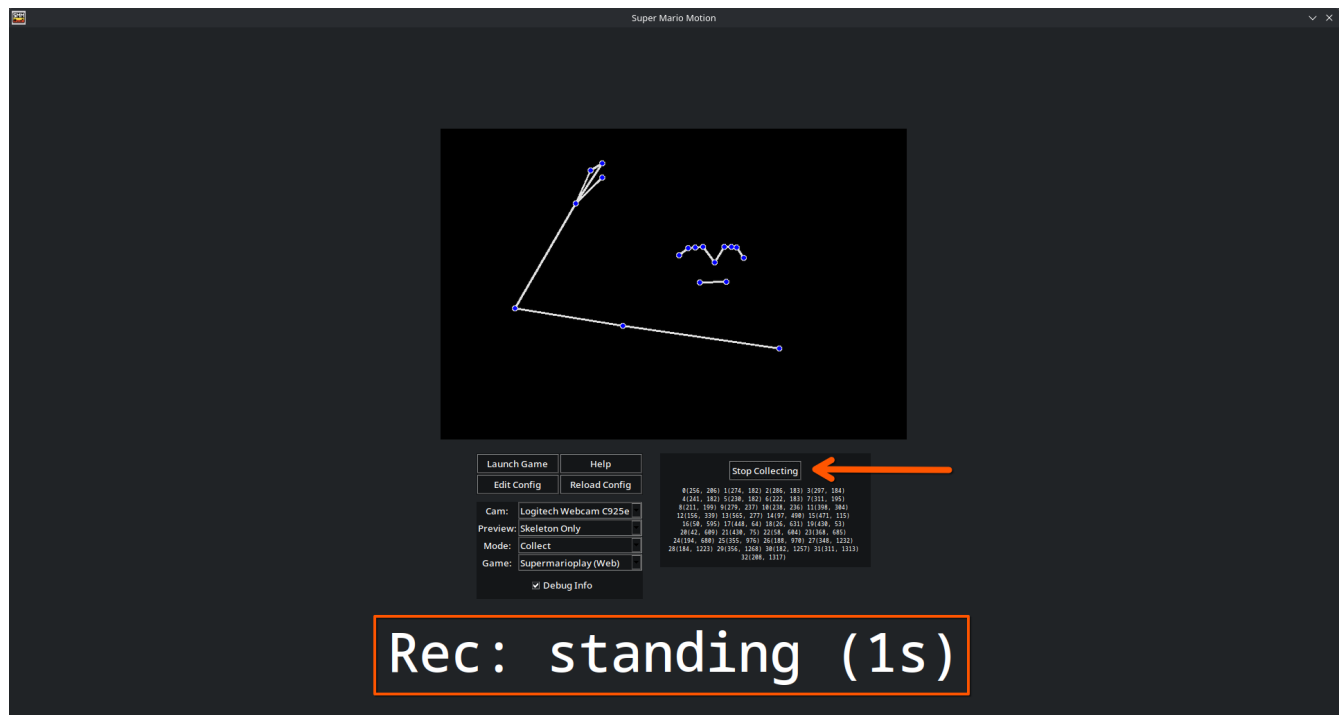 Super Mario Motion
Launch Game
Help
Edit Config
Reload Config
Cam: Logitech Webcam C925e
Preview: Skeleton Only
Mode: Collect
Game: Supermarioplay (Web)
Debug Info
Stop Collecting
0(256, 206) 1(274, 182) 2(286, 183) 3(297, 184)
4(241, 182) 5(230, 182) 6(222, 183) 7(311, 195)
8(211, 199) 9(279, 237) 10(238, 236) 11(398, 304)
12(156, 339) 13(565, 277) 14(97, 490) 15(471, 115)
16(50, 595) 17(448, 64) 18(26, 631) 19(430, 53)
20(42, 609) 21(430, 75) 22(58, 604) 23(368, 685)
24(194, 680) 25(355, 976) 26(188, 970) 27(348, 1232)
28(184, 1223) 29(356, 1268) 30(182, 1257) 31(311, 1313)
32(208, 1317)
Rec: standing (1s)